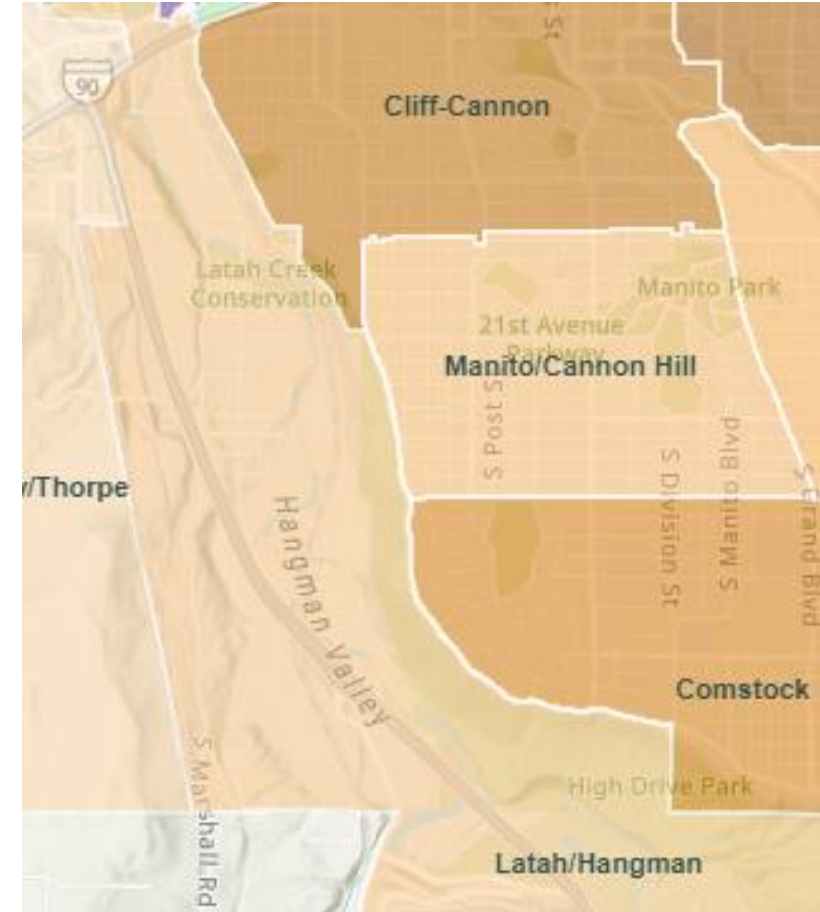 St
90
Cliff-Cannon
Latah Creek
Conservation
Manito Park
21st Avenue
Parkway
Manito/Cannon Hill
S Post S
S Division St
S Manito Blvd
S Grand Blvd
/Thorpe
Hangman Valley
Comstock
S Marshall Rd
High Drive Park
Latah/Hangman